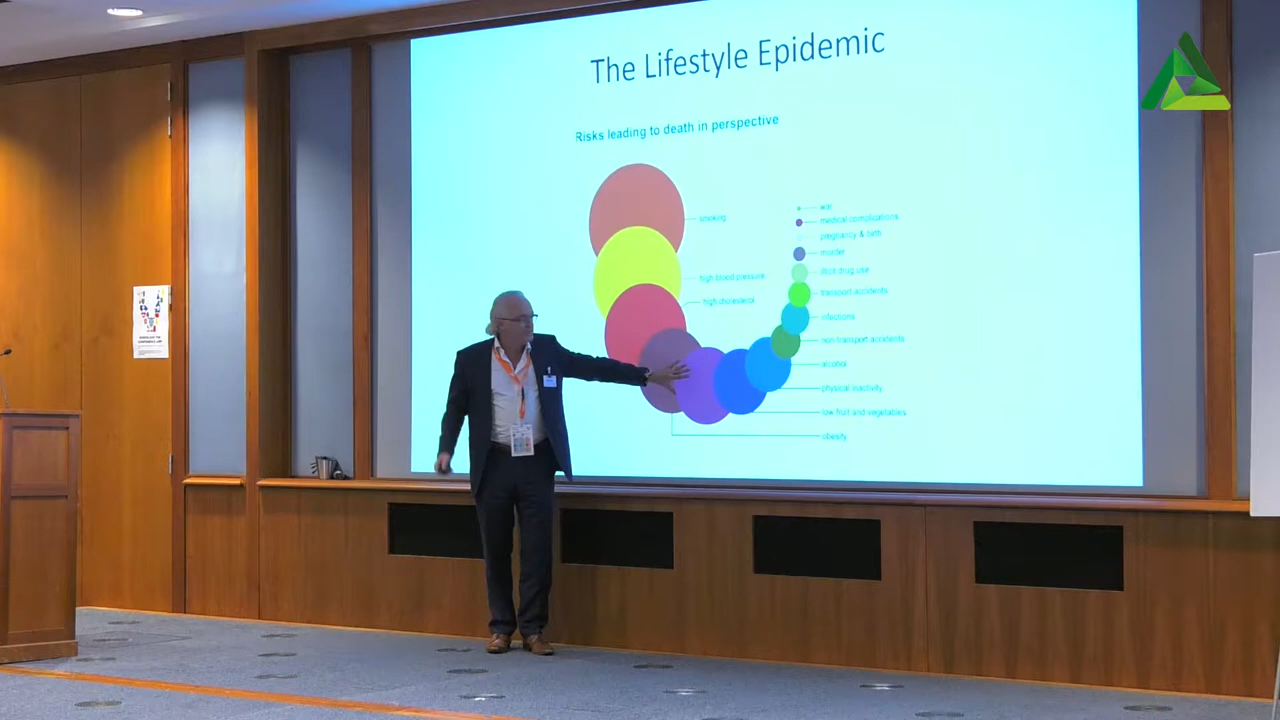 The Lifestyle Epidemic
Risks leading to death in perspective
smoking
high blood pressure
high cholesterol
war
medical complications
pregnancy & birth
murder
illicit drug use
transport accidents
infections
non-transport accidents
alcohol
physical inactivity
low fruit and vegetables
obesity